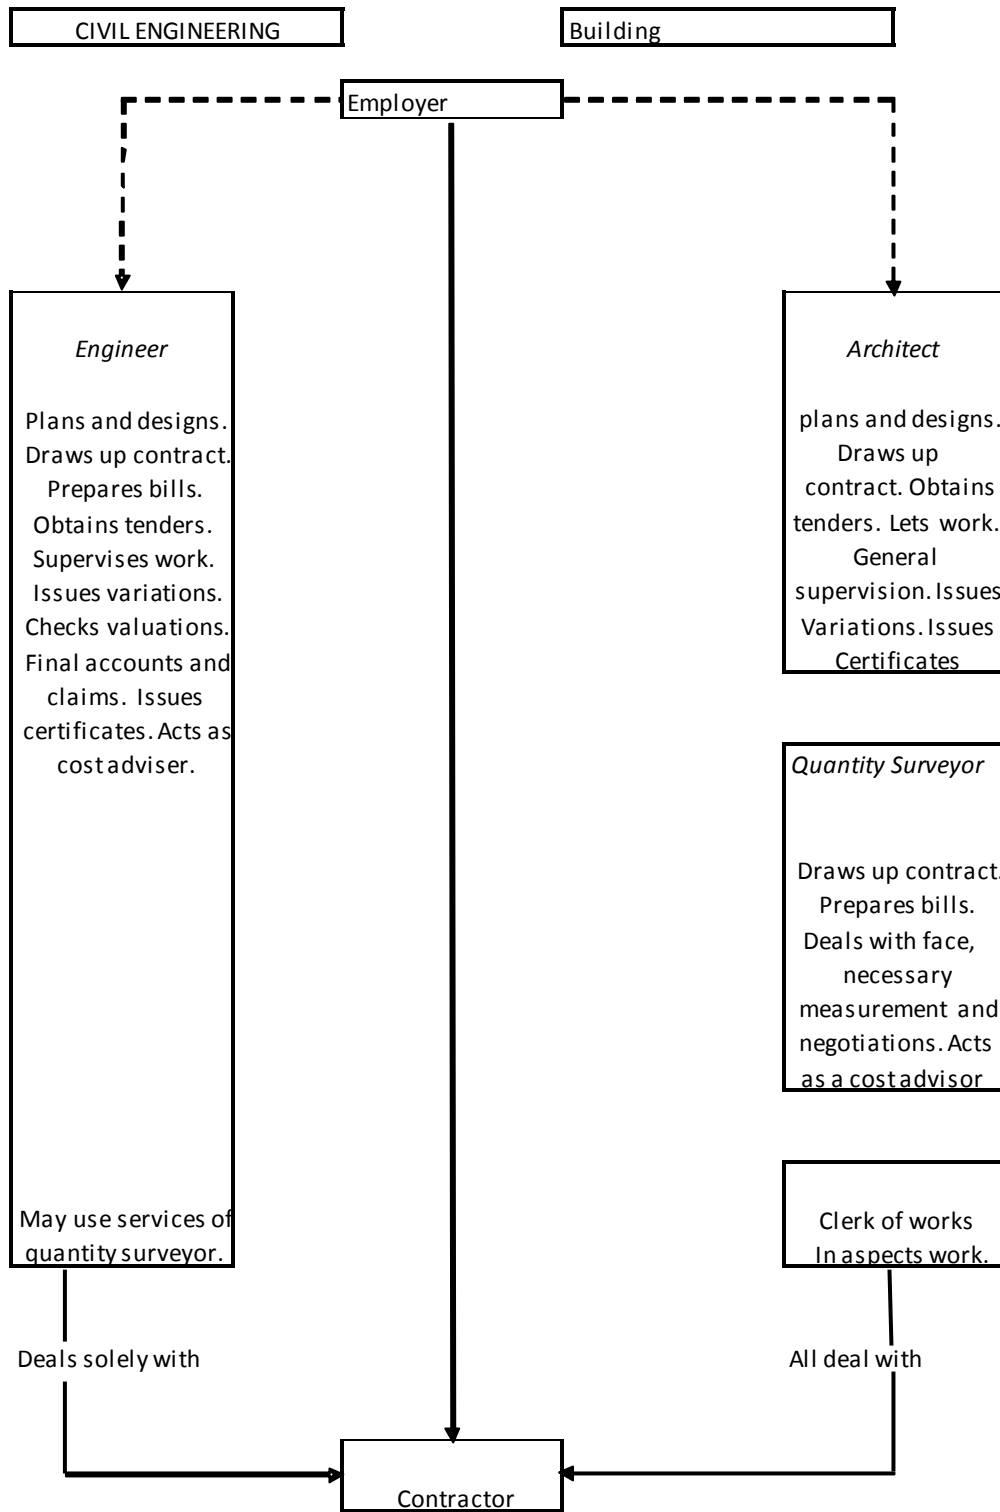 CIVIL ENGINEERING
Building
Employer
Engineer
Plans and designs.
Draws up contract.
Prepares bills.
Obtains tenders.
Supervises work.
Issues variations.
Checks valuations.
Final accounts and
claims. Issues
certificates. Acts as
cost adviser.
May use services of
quantity surveyor.
Deals solely with
Architect
plans and designs.
Draws up
contract. Obtains
tenders. Lets work.
General
supervision. Issues
Variations. Issues
Certificates
Quantity Surveyor
Draws up contract.
Prepares bills.
Deals with face,
necessary
measurement and
negotiations. Acts
as a cost advisor
Clerk of works
In aspects work.
All deal with
Contractor